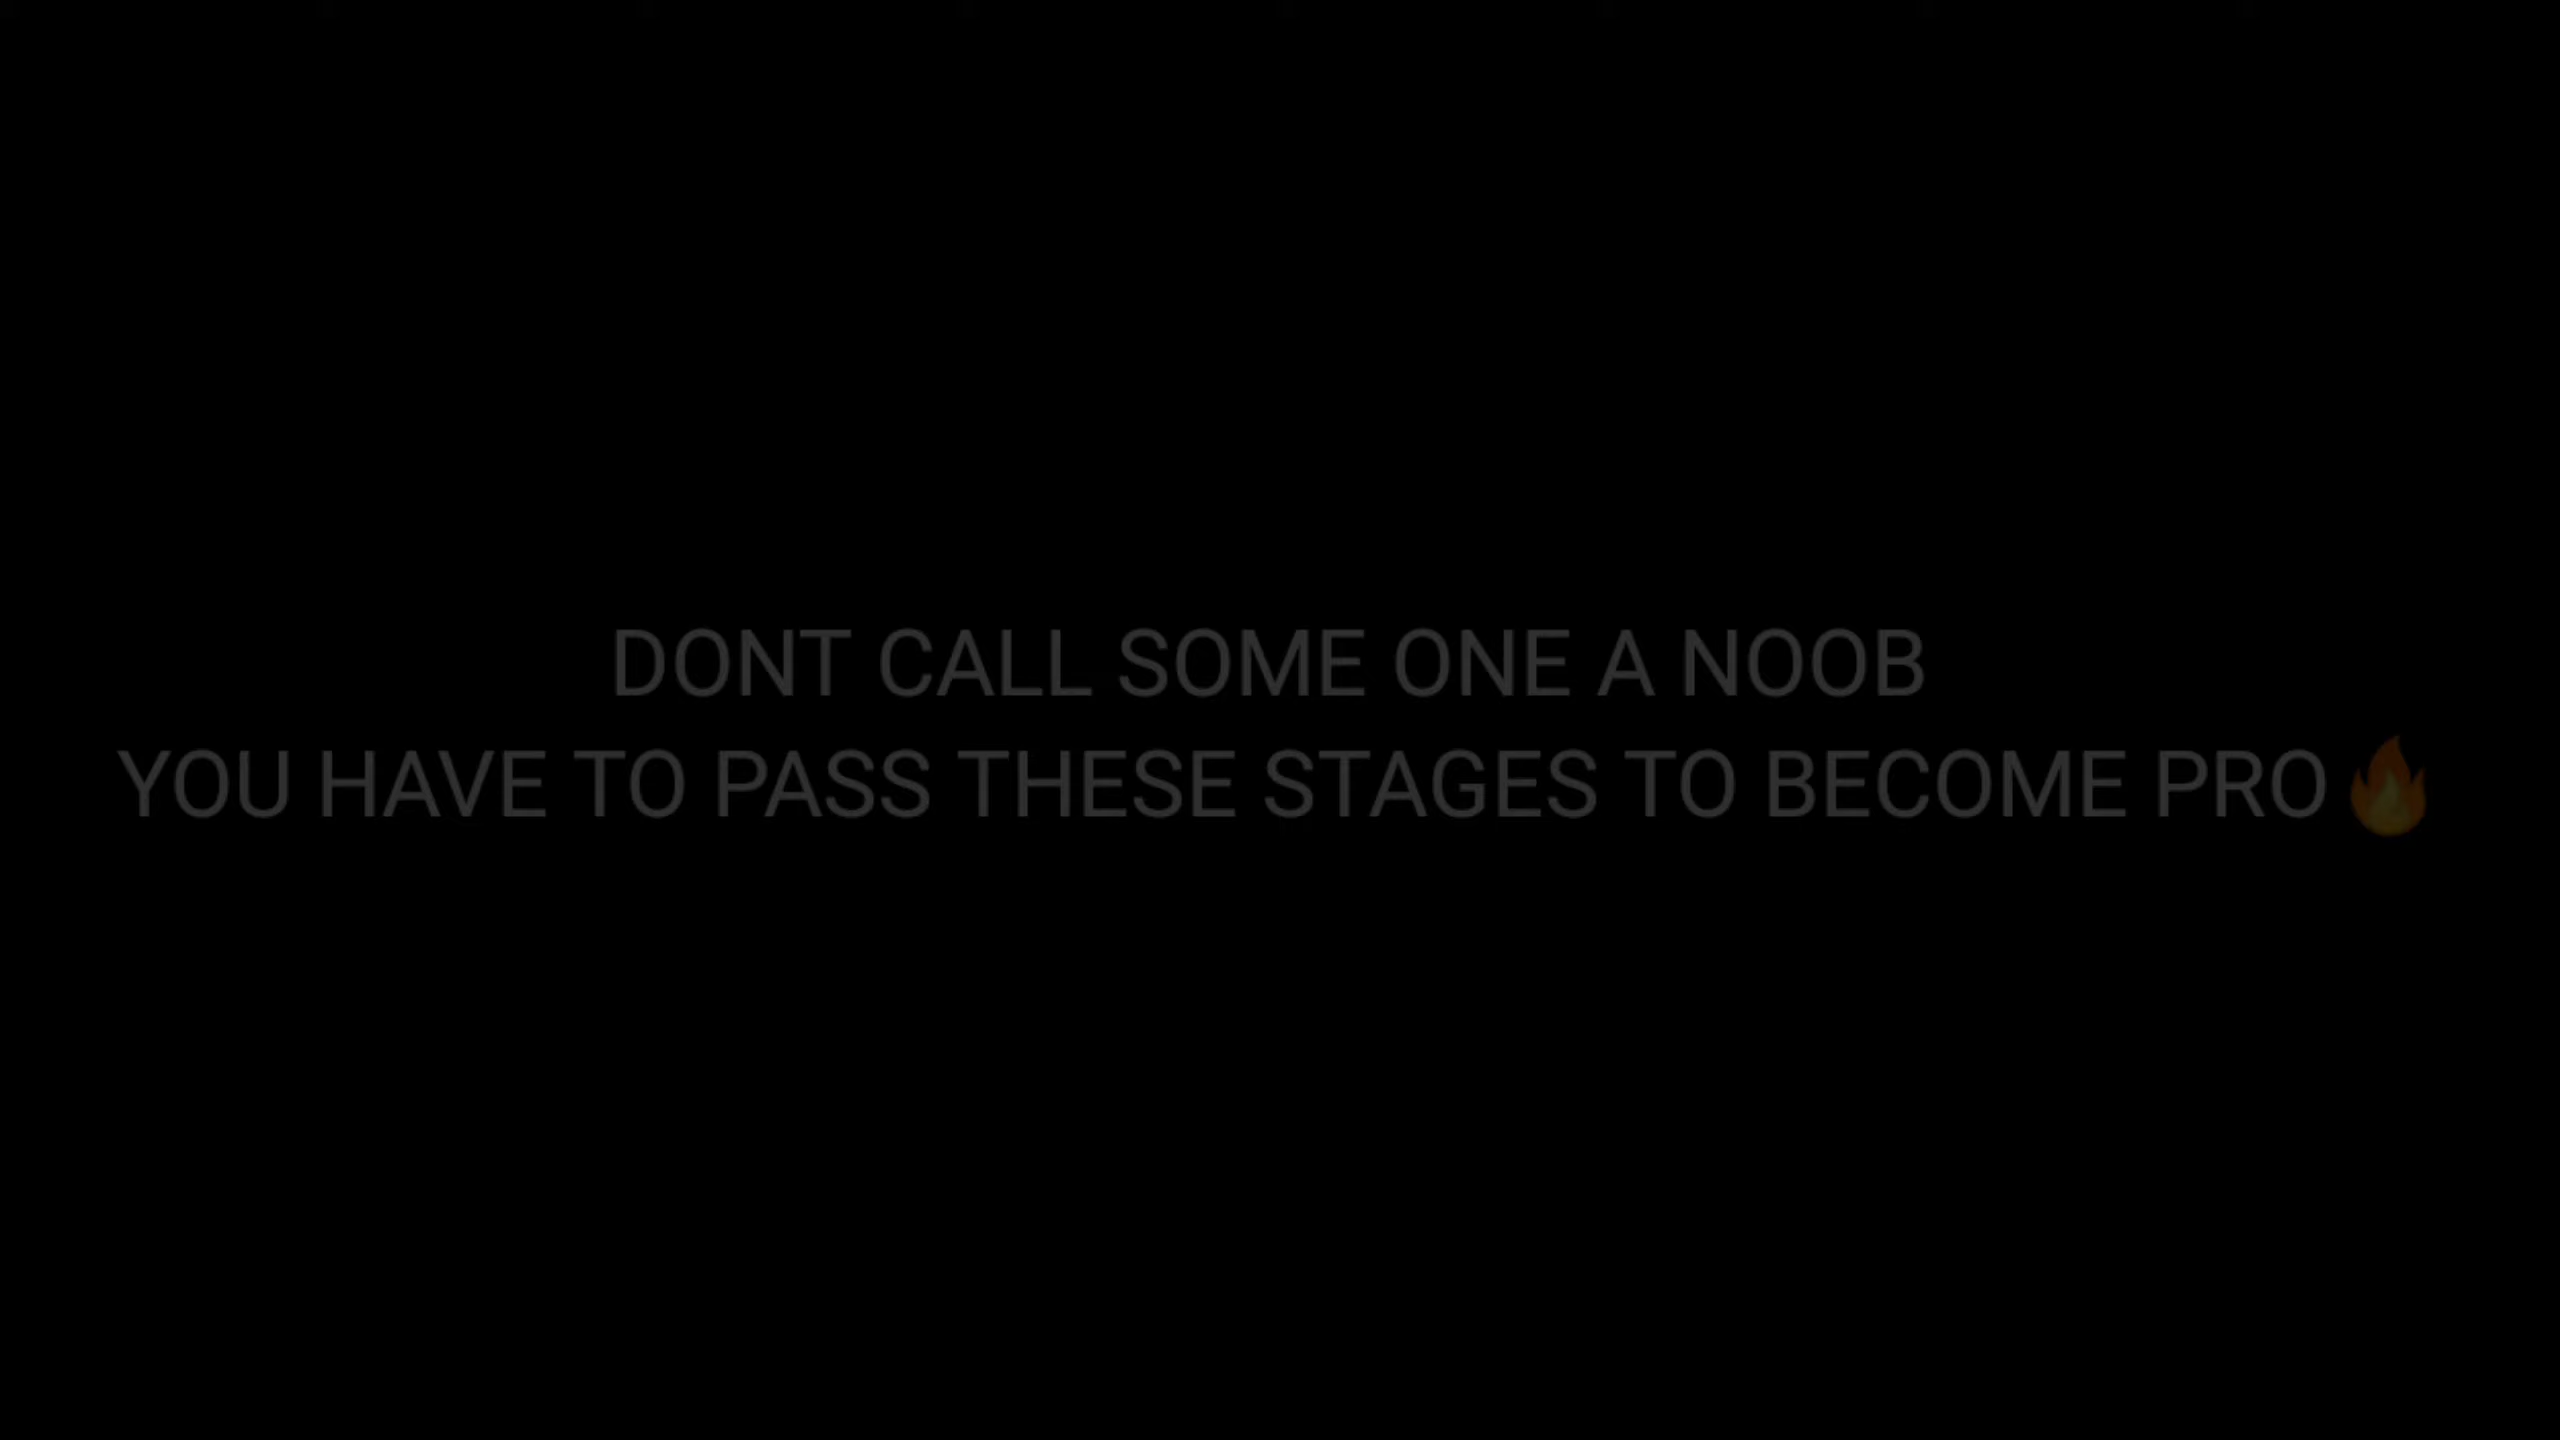 DONT CALL SOME ONE A NOOB
YOU HAVE TO PASS THESE STAGES TO BECOME PRO🔥